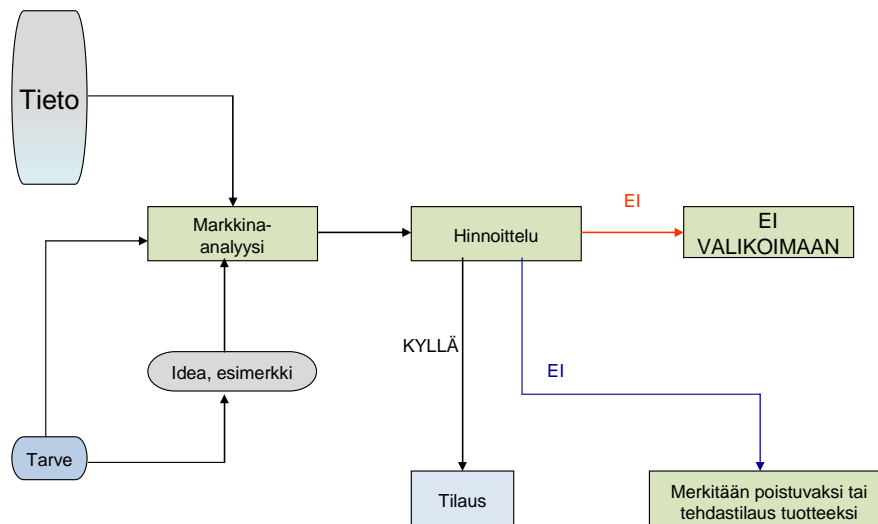 Tieto
Markkina-
analyysi
Hinnoittelu
EI
EI
VALIKOIMAAN
KYLLÄ
EI
Idea, esimerkki
Tarve
Tilaus
Merkitään poistuvaksi tai
tehdastilaus tuotteeksi